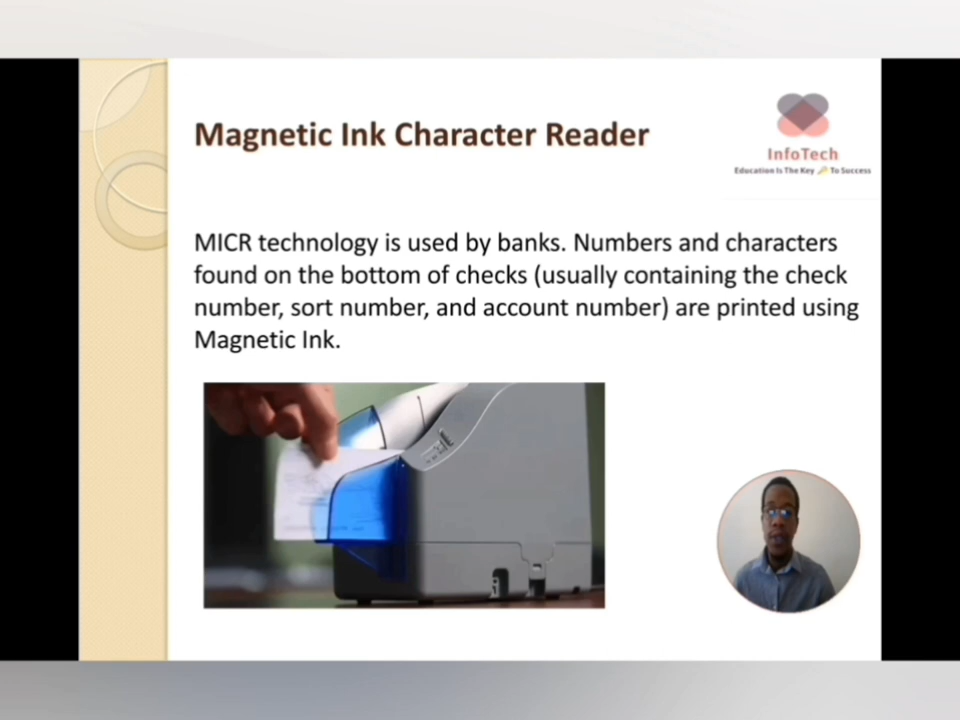 Magnetic Ink Character Reader
InfoTech
Education Is The Key 🔑 To Success
MICR technology is used by banks. Numbers and characters
found on the bottom of checks (usually containing the check
number, sort number, and account number) are printed using
Magnetic Ink.